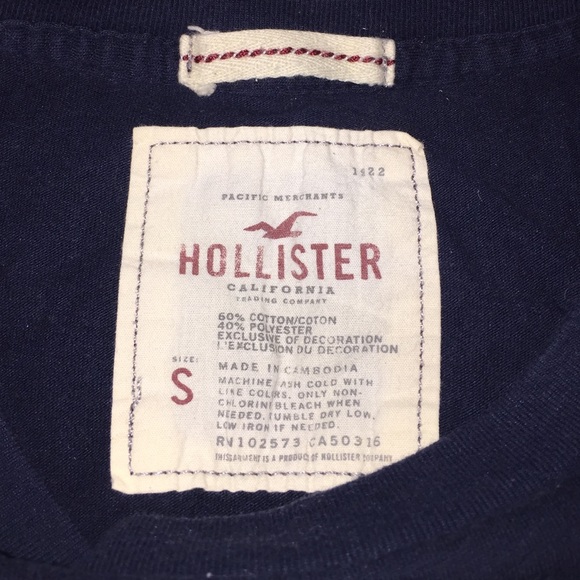 1922
PACIFIC MERCHANTS
HOLLISTER
CALIFORNIA
TRADING COMPANY
60% COTTON/COTON
40% POLYESTER
EXCLUSIVE OF DECORATION
L'EXCLUSION DU DECORATION
SIZE:
S
MADE IN CAMBODIA
MACHINE ASH COLD WITH
LIKE COLORS. ONLY NON-
CHLORINE BLEACH WHEN
NEEDED. TUMBLE DRY LOW.
LOW IRON IF NEEDED.
RN102573 CA50316
THIS GARMENT IS A PRODUCT OF HOLLISTER COMPANY